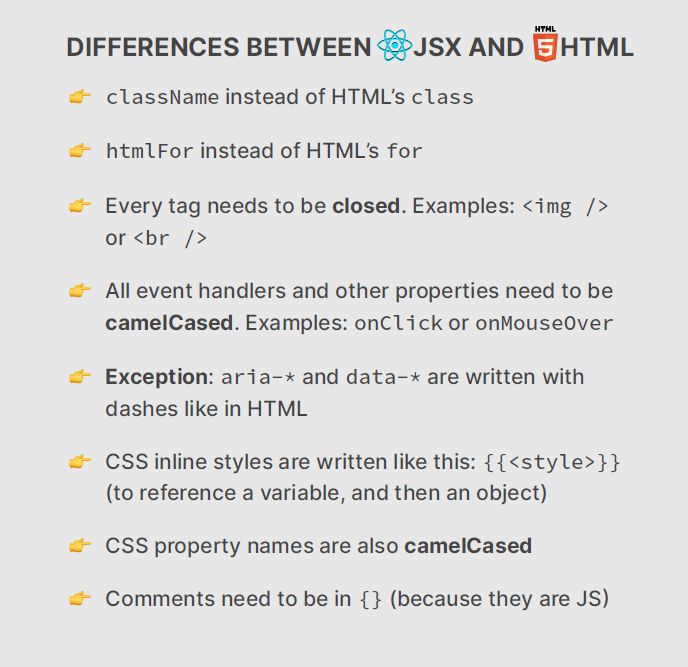 DIFFERENCES BETWEEN JSX AND HTML HTML
className instead of HTML’s class
htmlFor instead of HTML’s for
Every tag needs to be closed. Examples: <img />
or <br />
All event handlers and other properties need to be
camelCased. Examples: onClick or onMouseOver
Exception: aria-* and data-* are written with
dashes like in HTML
CSS inline styles are written like this: {{<style>}}
(to reference a variable, and then an object)
CSS property names are also camelCased
Comments need to be in {} (because they are JS)